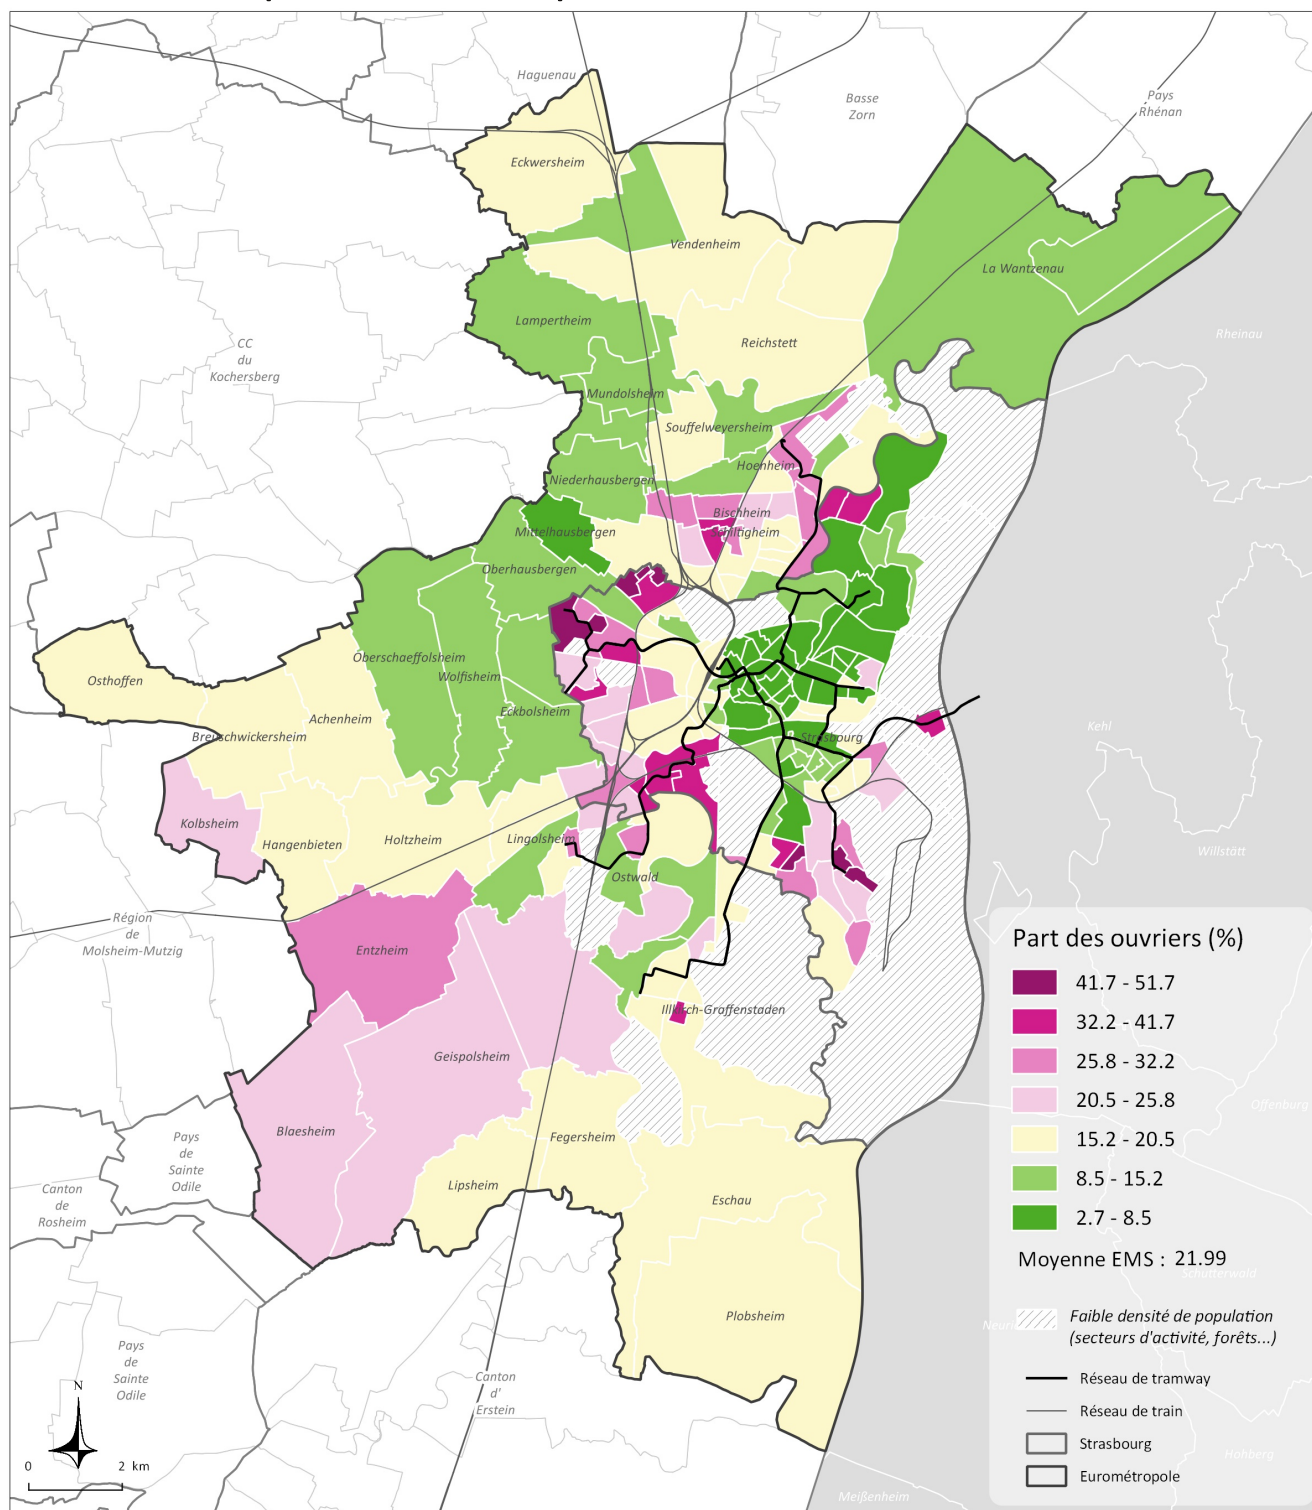 Haguenau
Basse
Zorn
Pays
Rhénan
Eckwersheim
Vendenheim
La Wantzenau
Lampertheim
Rheinau
Reichstett
CC
du
Kochersberg
Mundolsheim
Souffelweyersheim
Hoenheim
Niederhausbergen
Bischheim
Mittelhausbergen
Schiltigheim
Oberhausbergen
Oberschaeffolsheim
Wolfisheim
Osthoffen
Eckbolsheim
Achenheim
Breuschwickersheim
Strasbourg
Kehl
Kolbsheim
Hangenbieten
Holtzheim
Lingolsheim
Willstätt
Ostwald
Région
de
Molsheim-Mutzig
Entzheim
Illkirch-Graffenstaden
Geispolsheim
Offenburg
Blaesheim
Fegersheim
Pays
de
Sainte
Odile
Lipsheim
Canton
de
Rosheim
Eschau
Plobsheim
Pays
de
Sainte
Odile
Canton
d'
Erstein
N
0 2 km
Part des ouvriers (%)
41.7 - 51.7
32.2 - 41.7
25.8 - 32.2
20.5 - 25.8
15.2 - 20.5
8.5 - 15.2
2.7 - 8.5
Moyenne EMS : 21.99
Schutterwald
Faible densité de population
(secteurs d'activité, forêts...)
Réseau de tramway
Réseau de train
Strasbourg
Eurométropole
Hohberg
Meißenheim